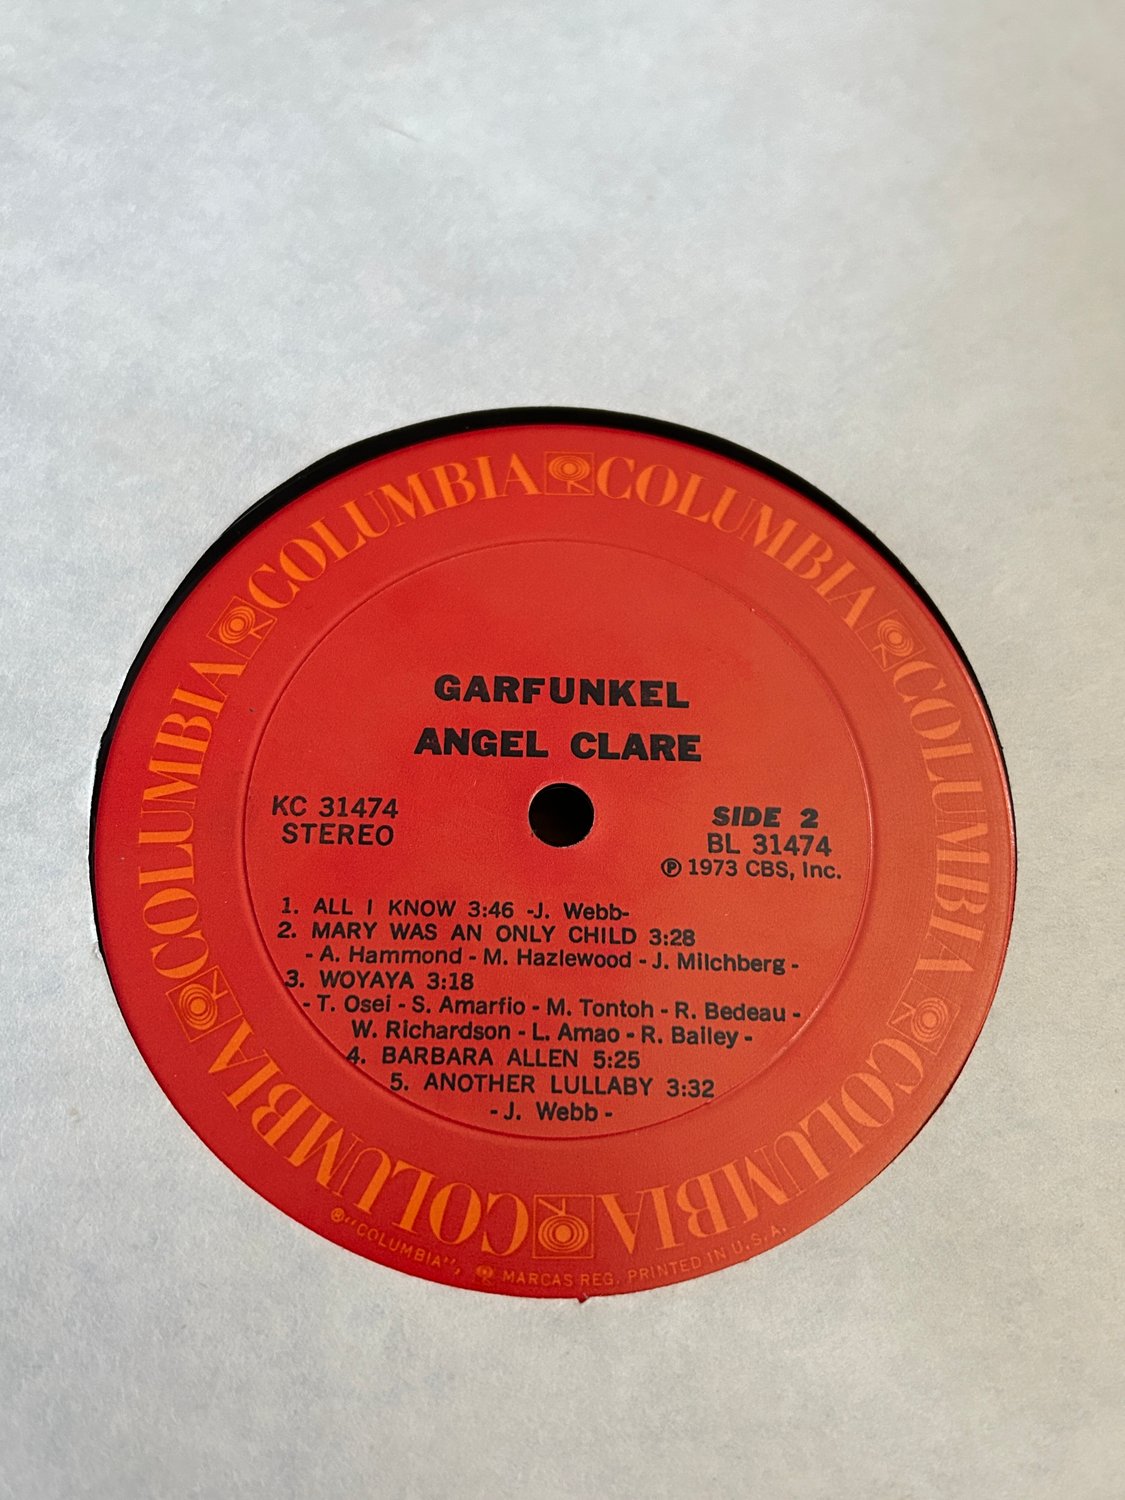 COLUMBIA COLUMBIA COLUMBIA COLUMBIA COLUMBIA COLUMBIA COLUMBIA COLUMBIA
GARFUNKEL
ANGEL CLARE
KC 31474
STEREO
SIDE 2
BL 31474
Ⓟ 1973 CBS, Inc.
1. ALL I KNOW 3:46 -J. Webb-
2. MARY WAS AN ONLY CHILD 3:28
- A. Hammond - M. Hazlewood - J. Milchberg -
3. WOYAYA 3:18
- T. Osei - S. Amarfio - M. Tontoh - R. Bedeau -
W. Richardson - L. Amao - R. Bailey -
4. BARBARA ALLEN 5:25
5. ANOTHER LULLABY 3:32
- J. Webb -
®"COLUMBIA", MARCAS REG. PRINTED IN U.S.A.